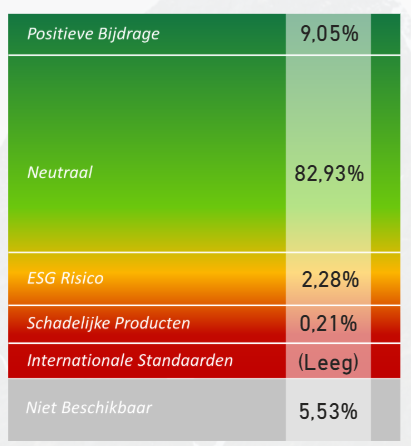 Positieve Bijdrage 9,05%
Neutraal 82,93%
ESG Risico 2,28%
Schadelijke Producten 0,21%
Internationale Standaarden (Leeg)
Niet Beschikbaar 5,53%